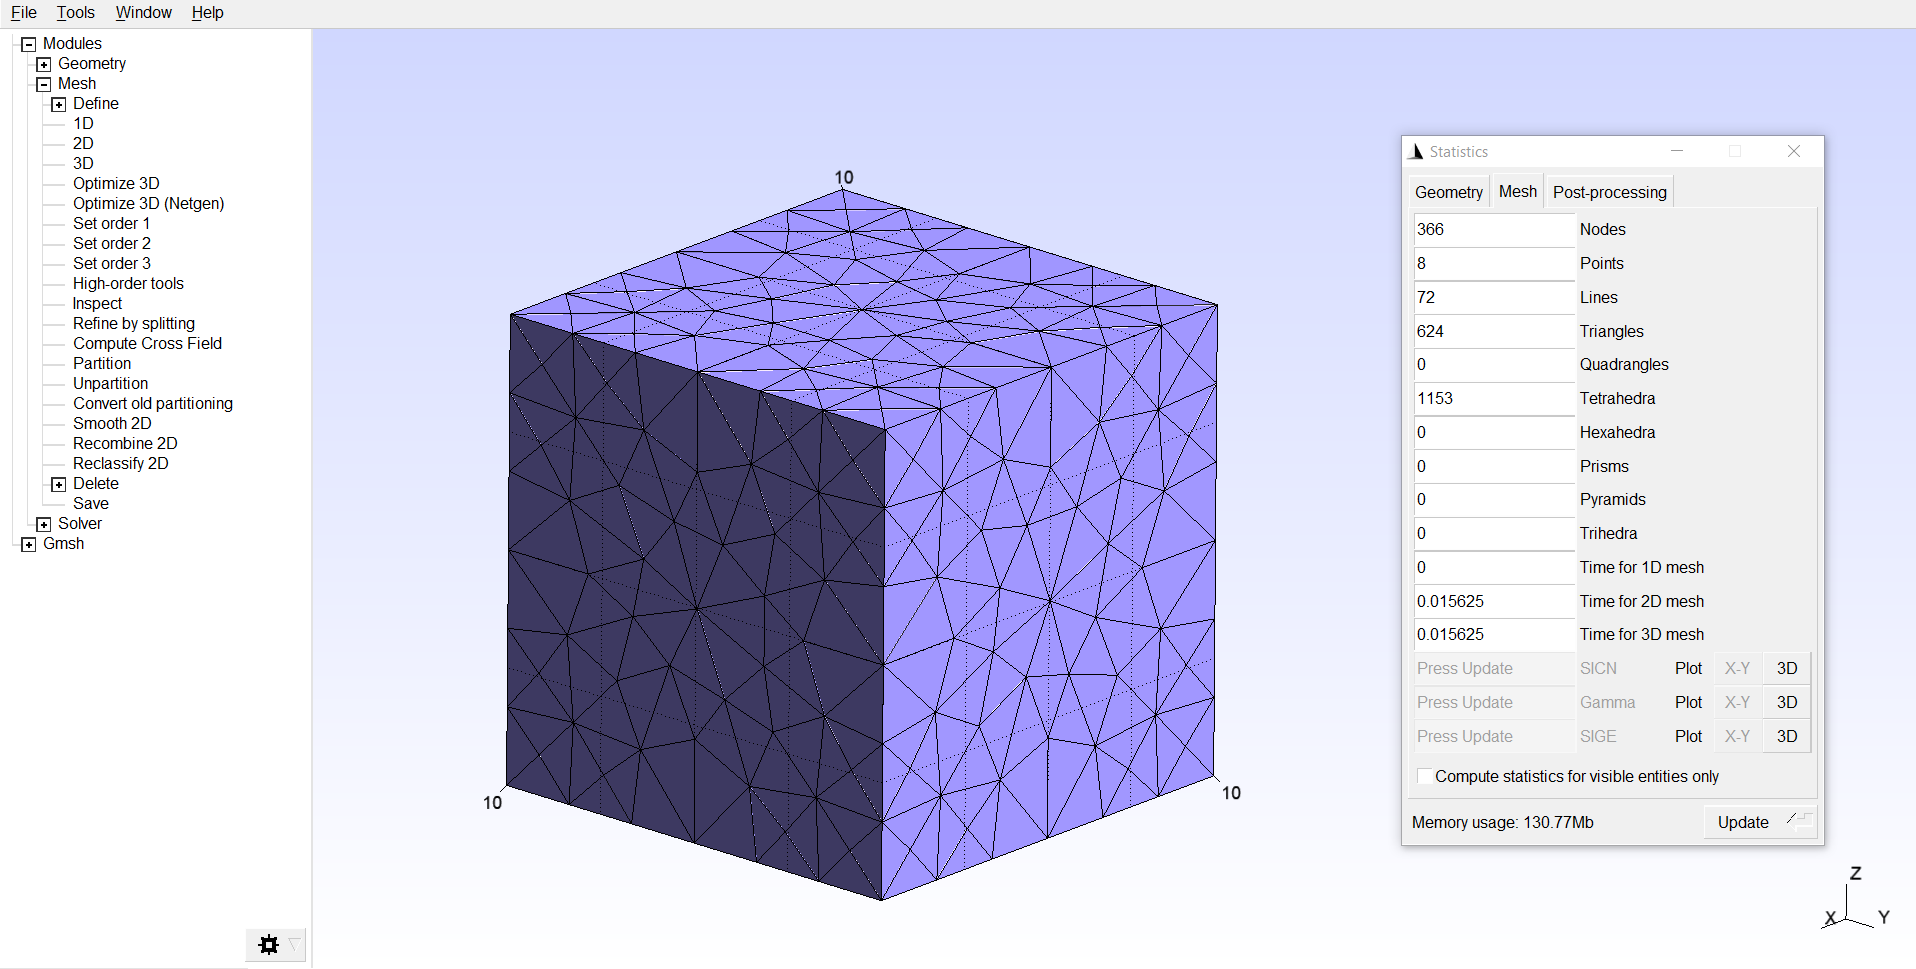 File Tools Window Help
Modules
Geometry
Mesh
Define
1D
2D
3D
Optimize 3D
Optimize 3D (Netgen)
Set order 1
Set order 2
Set order 3
High-order tools
Inspect
Refine by splitting
Compute Cross Field
Partition
Unpartition
Convert old partitioning
Smooth 2D
Recombine 2D
Reclassify 2D
Delete
Save
Solver
Gmsh
10
10
10
Statistics
Geometry Mesh Post-processing
366 Nodes
8 Points
72 Lines
624 Triangles
0 Quadrangles
1153 Tetrahedra
0 Hexahedra
0 Prisms
0 Pyramids
0 Trihedra
0 Time for 1D mesh
0.015625 Time for 2D mesh
0.015625 Time for 3D mesh
Press Update SICN Plot X-Y 3D
Press Update Gamma Plot X-Y 3D
Press Update SIGE Plot X-Y 3D
Compute statistics for visible entities only
Memory usage: 130.77Mb Update
Z
X Y